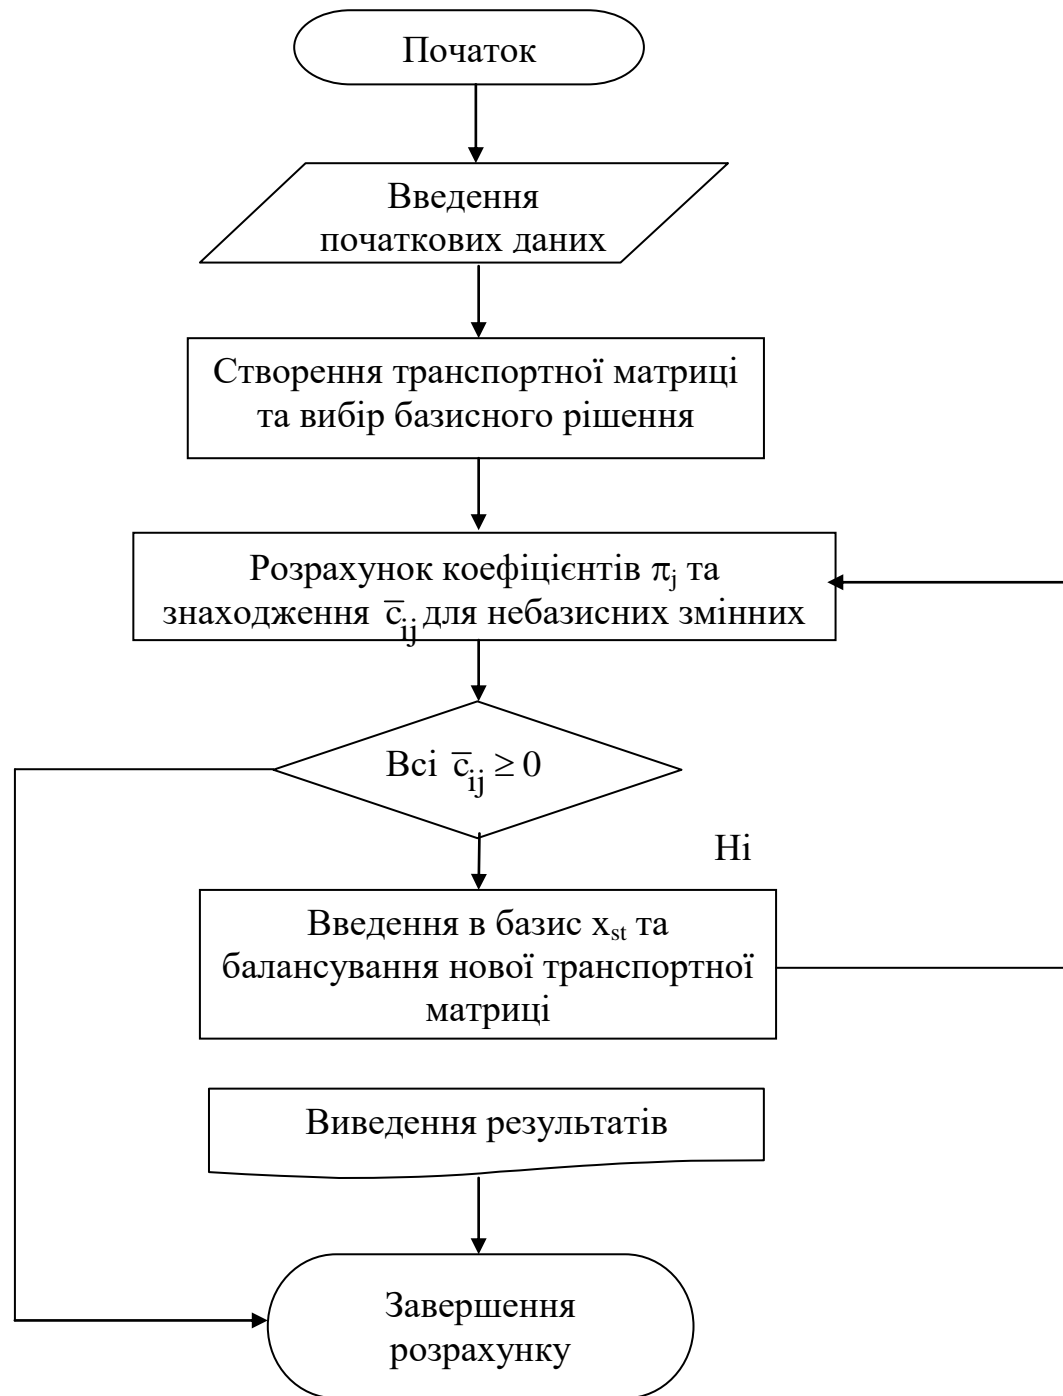 Початок
Введення
початкових даних
Створення транспортної матриці
та вибір базисного рішення
Розрахунок коефіцієнтів πⱼ та
знаходження c̅ᵢⱼ для небазисних змінних
Всі c̅ᵢⱼ ≥ 0
Ні
Введення в базис xₛₜ та
балансування нової транспортної
матриці
Виведення результатів
Завершення
розрахунку